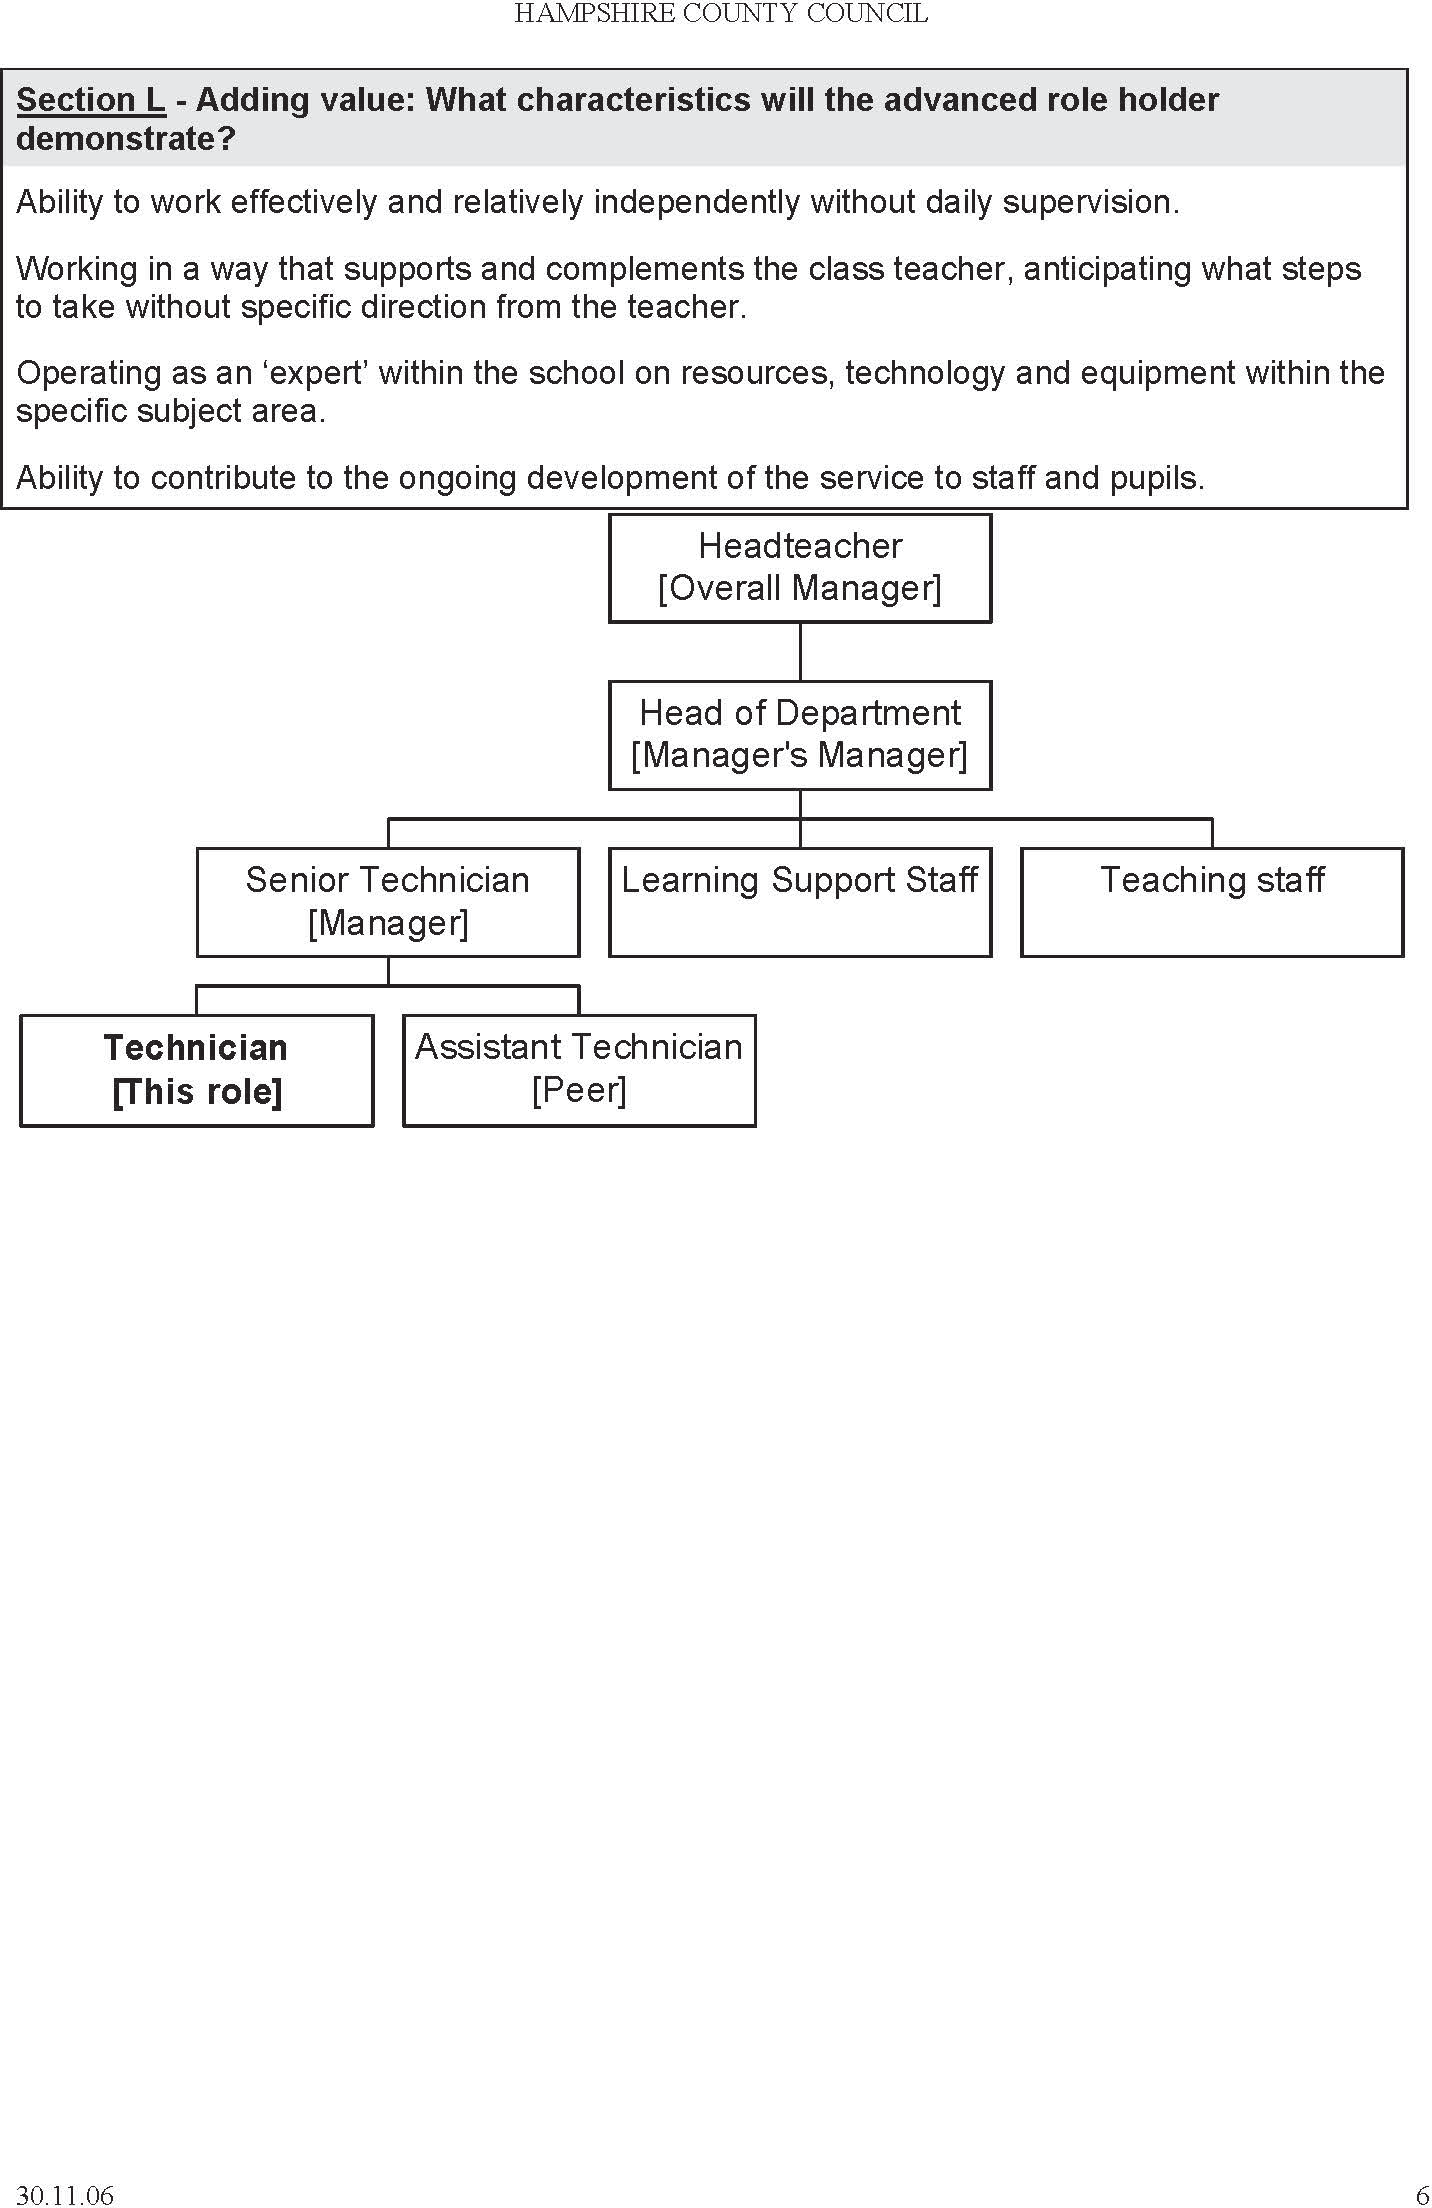 HAMPSHIRE COUNTY COUNCIL
Section L - Adding value: What characteristics will the advanced role holder
demonstrate?
Ability to work effectively and relatively independently without daily supervision.
Working in a way that supports and complements the class teacher, anticipating what steps
to take without specific direction from the teacher.
Operating as an ‘expert’ within the school on resources, technology and equipment within the
specific subject area.
Ability to contribute to the ongoing development of the service to staff and pupils.
Headteacher
[Overall Manager]
Head of Department
[Manager's Manager]
Senior Technician
[Manager]
Learning Support Staff
Teaching staff
Technician
[This role]
Assistant Technician
[Peer]
30.11.06
6